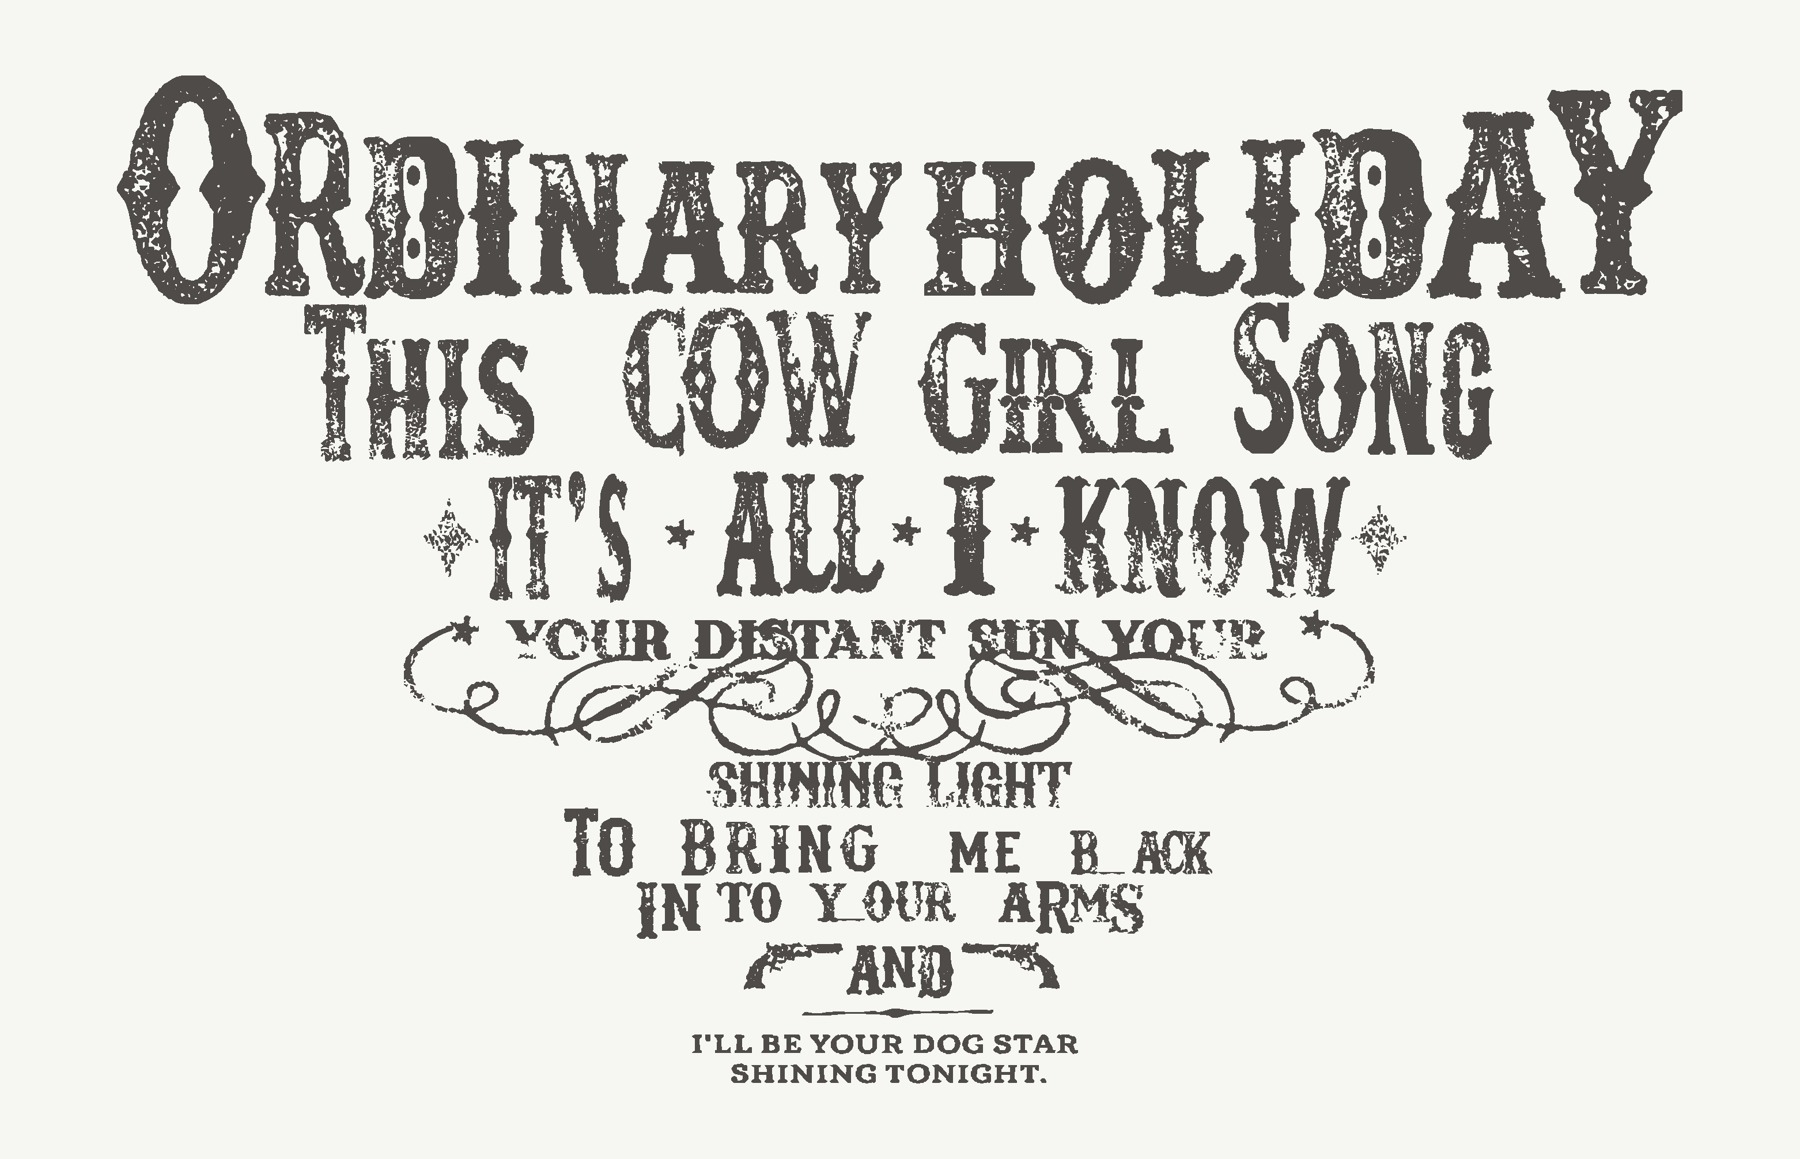 ORDINARY HOLIDAY
THIS COW GIRL SONG
IT'S ALL I KNOW
YOUR DISTANT SUN YOUR
SHINING LIGHT
TO BRING ME B_ACK
IN TO Y_OUR ARMS
AND
I'LL BE YOUR DOG STAR
SHINING TONIGHT.